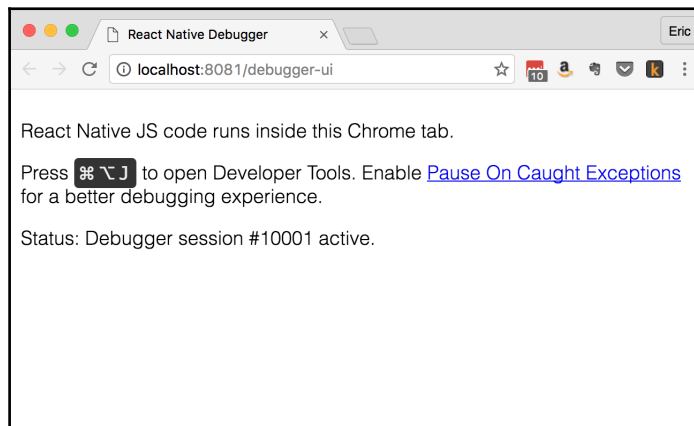 React Native Debugger
Eric
localhost:8081/debugger-ui
10
a
k
React Native JS code runs inside this Chrome tab.
Press ⌘⌥J to open Developer Tools. Enable Pause On Caught Exceptions
for a better debugging experience.
Status: Debugger session #10001 active.